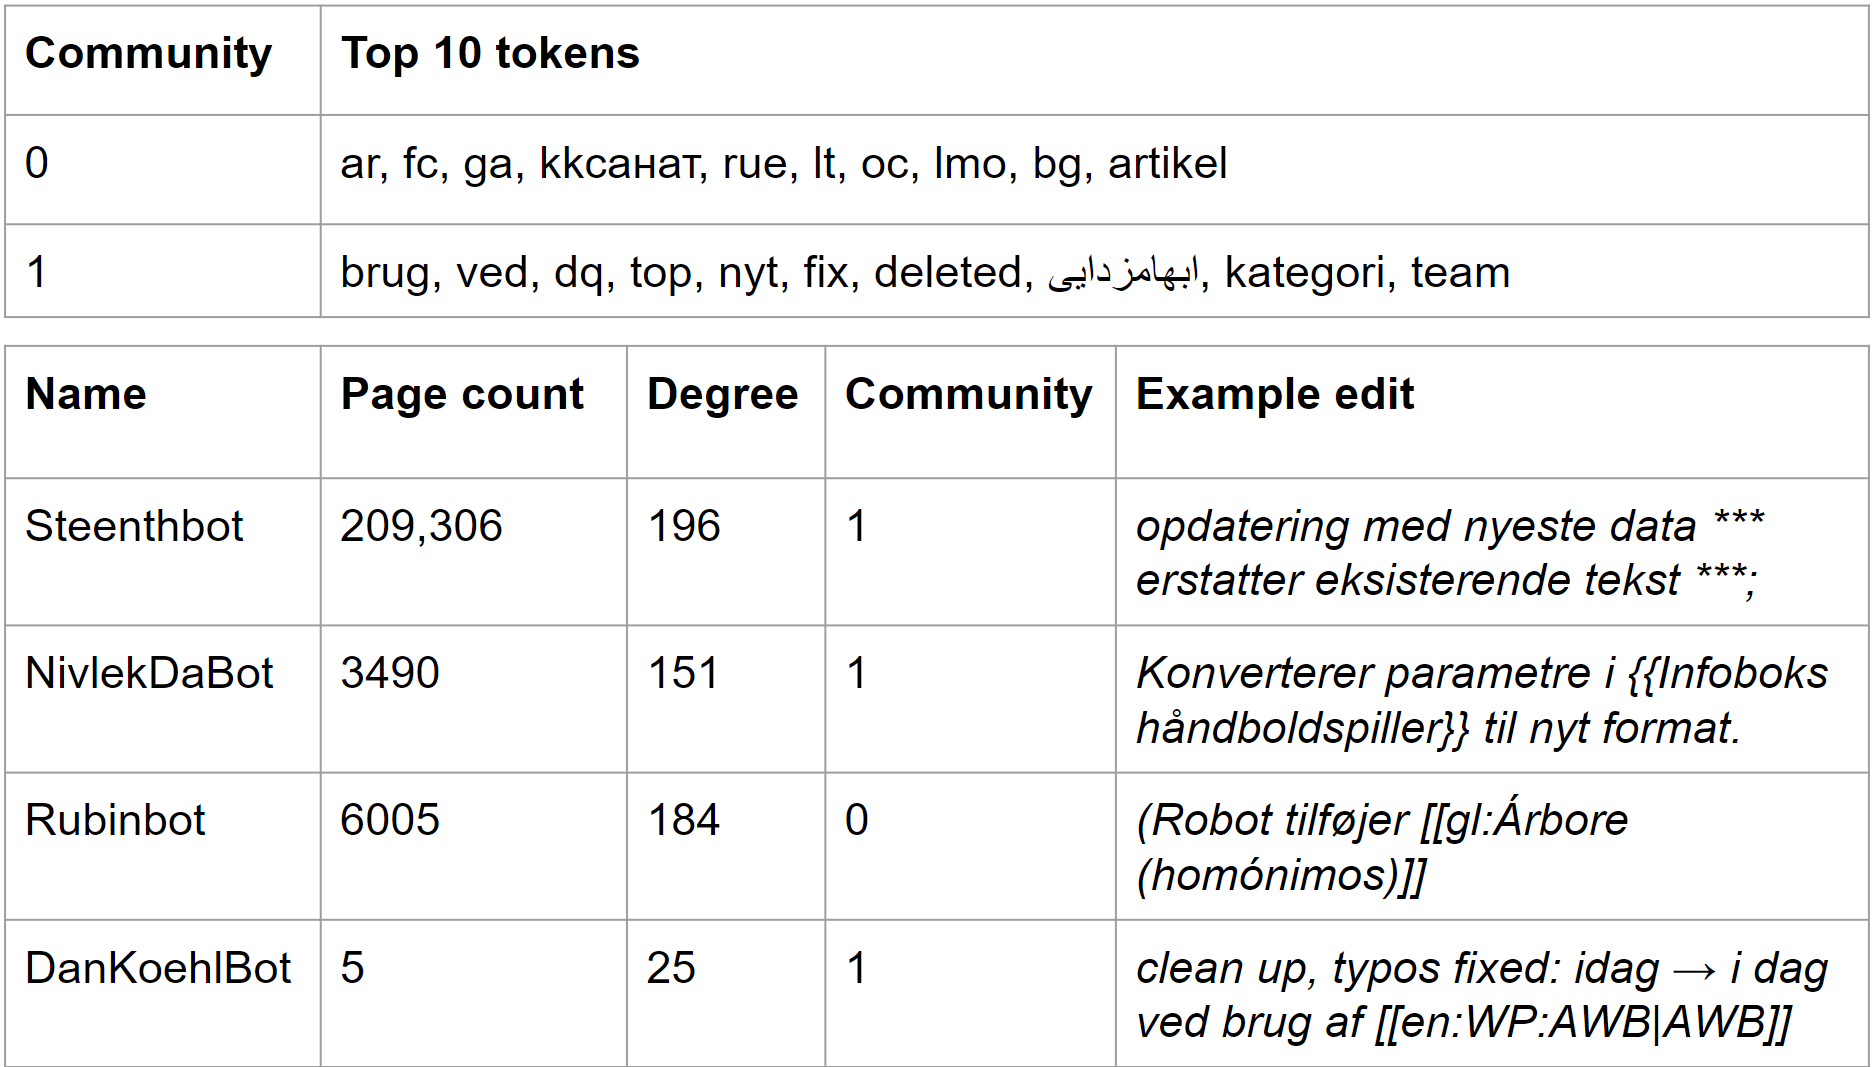 Community Top 10 tokens
0 ar, fc, ga, kkсанат, rue, lt, oc, lmo, bg, artikel
1 brug, ved, dq, top, nyt, fix, deleted, ابهامزدایی, kategori, team
Name Page count Degree Community Example edit
Steenthbot 209,306 196 1 opdatering med nyeste data ***
erstatter eksisterende tekst ***;
NivlekDaBot 3490 151 1 Konverterer parametre i {{Infoboks
håndboldspiller}} til nyt format.
Rubinbot 6005 184 0 (Robot tilføjer [[gl:Árbore
(homónimos)]]
DanKoehlBot 5 25 1 clean up, typos fixed: idag → i dag
ved brug af [[en:WP:AWB|AWB]]